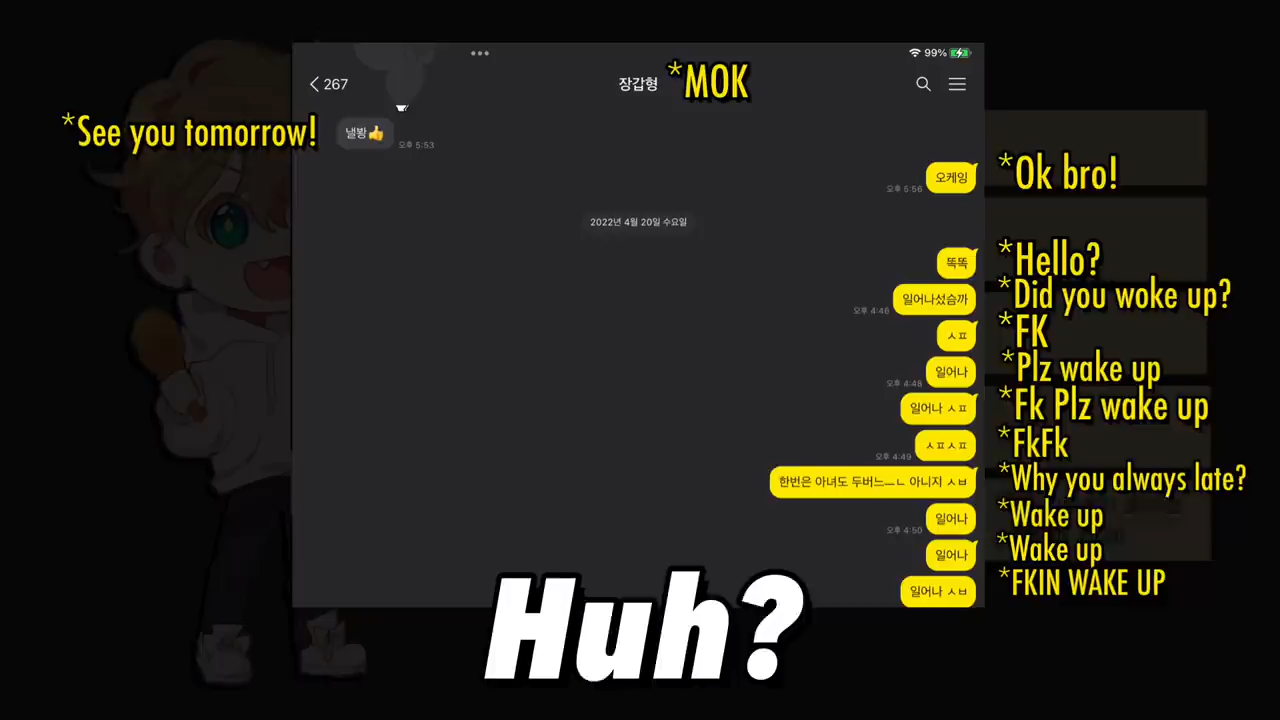 99%
267
장갑형
*MOK
*See you tomorrow!
낼봥👍
오후 5:53
오케잉
오후 5:56
*Ok bro!
2022년 4월 20일 수요일
똑똑
*Hello?
일어나섰슴까
오후 4:46
*Did you woke up?
ㅅㅍ
*FK
일어나
오후 4:48
*Plz wake up
일어나 ㅅㅍ
*Fk Plz wake up
ㅅㅍㅅㅍ
오후 4:49
*FkFk
한번은 아녀도 두버느ㅡㄴ 아니지 ㅅㅂ
*Why you always late?
일어나
오후 4:50
*Wake up
일어나
*Wake up
일어나 ㅅㅂ
*FKIN WAKE UP
Huh?